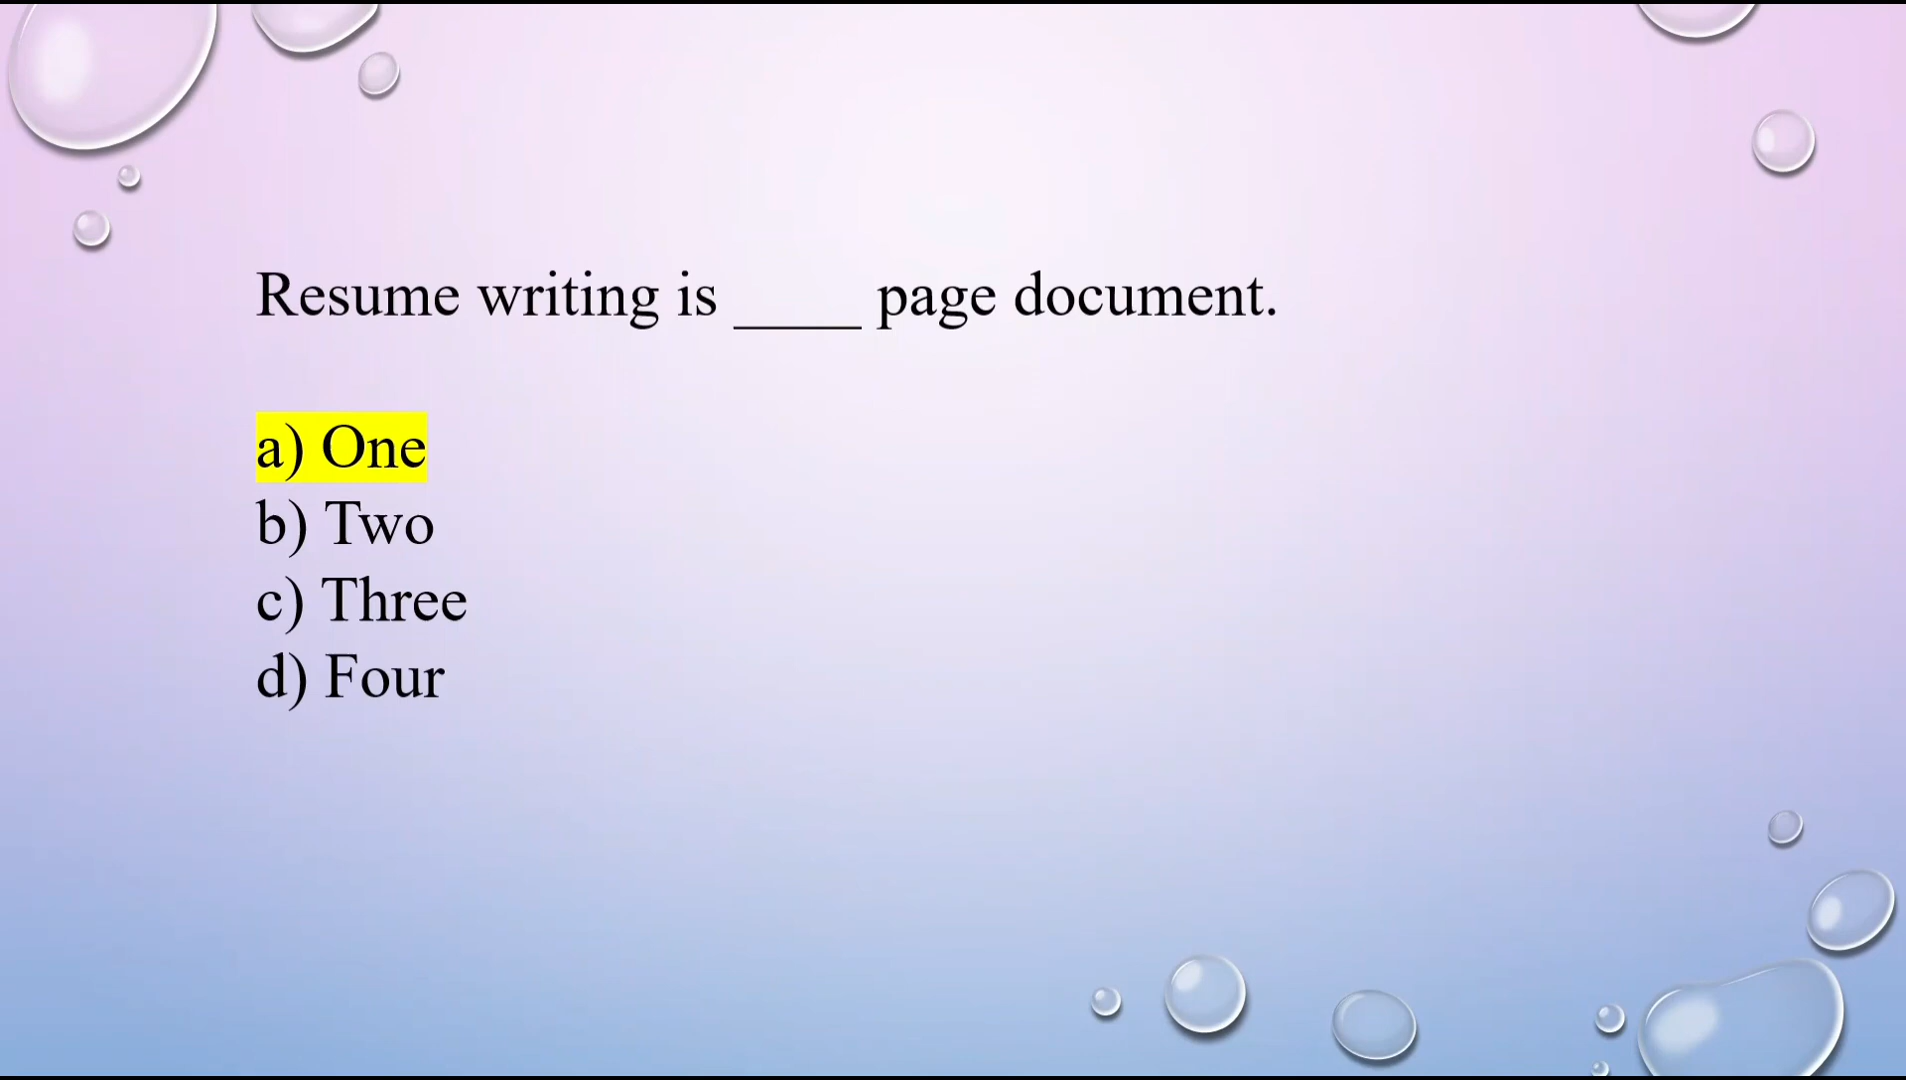 Resume writing is ____ page document.
a) One
b) Two
c) Three
d) Four